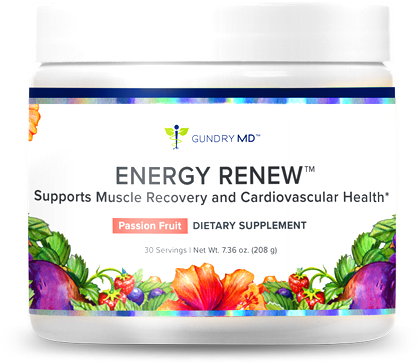 GUNDRY MD™
ENERGY RENEW™
Supports Muscle Recovery and Cardiovascular Health*
Passion Fruit DIETARY SUPPLEMENT
30 Servings | Net Wt. 7.36 oz. (208 g)